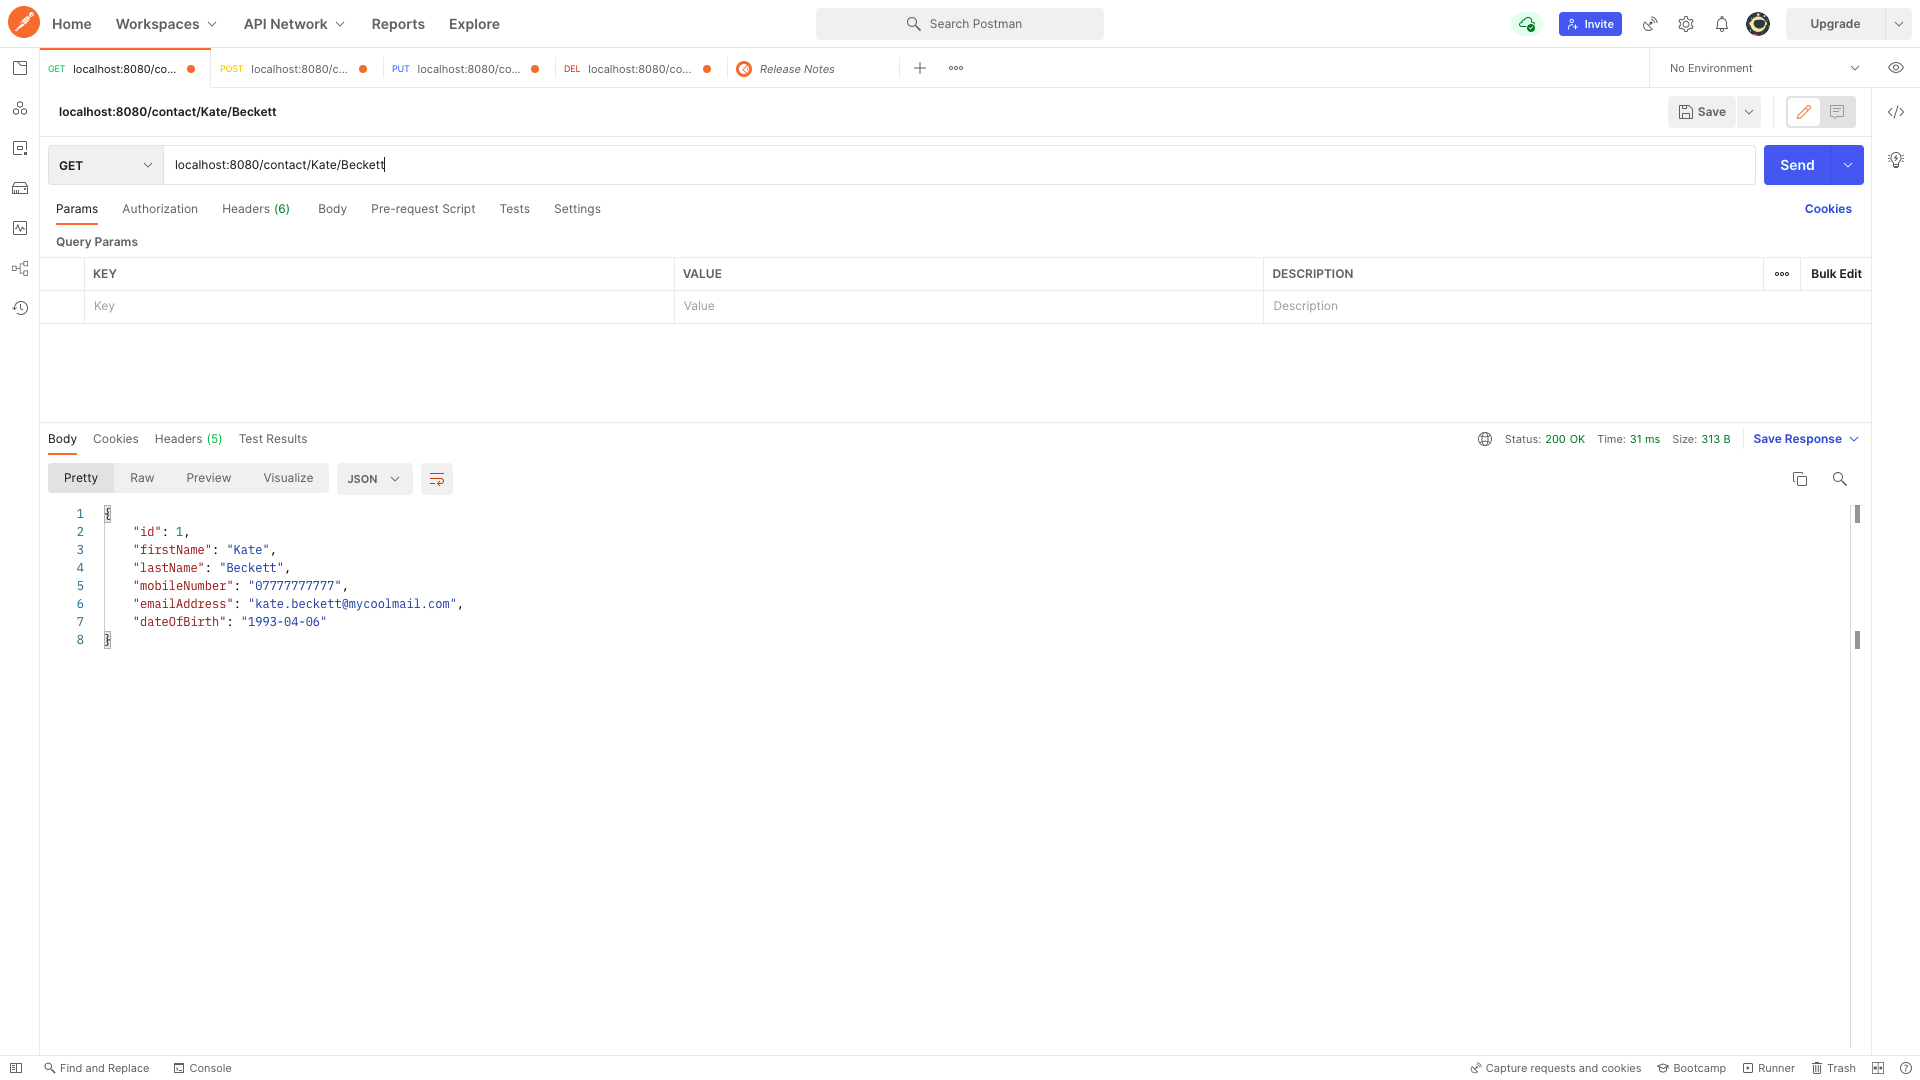 Home Workspaces API Network Reports Explore Search Postman Invite Upgrade
GET localhost:8080/co... POST localhost:8080/c... PUT localhost:8080/co... DEL localhost:8080/co... Release Notes No Environment
localhost:8080/contact/Kate/Beckett Save
GET localhost:8080/contact/Kate/Beckett Send
Params Authorization Headers (6) Body Pre-request Script Tests Settings Cookies
Query Params
KEY VALUE DESCRIPTION Bulk Edit
Key Value Description
Body Cookies Headers (5) Test Results Status: 200 OK Time: 31 ms Size: 313 B Save Response
Pretty Raw Preview Visualize JSON
1 {
2 "id": 1,
3 "firstName": "Kate",
4 "lastName": "Beckett",
5 "mobileNumber": "07777777777",
6 "emailAddress": "kate.beckett@mycoolmail.com",
7 "dateOfBirth": "1993-04-06"
8 }
Find and Replace Console Capture requests and cookies Bootcamp Runner Trash